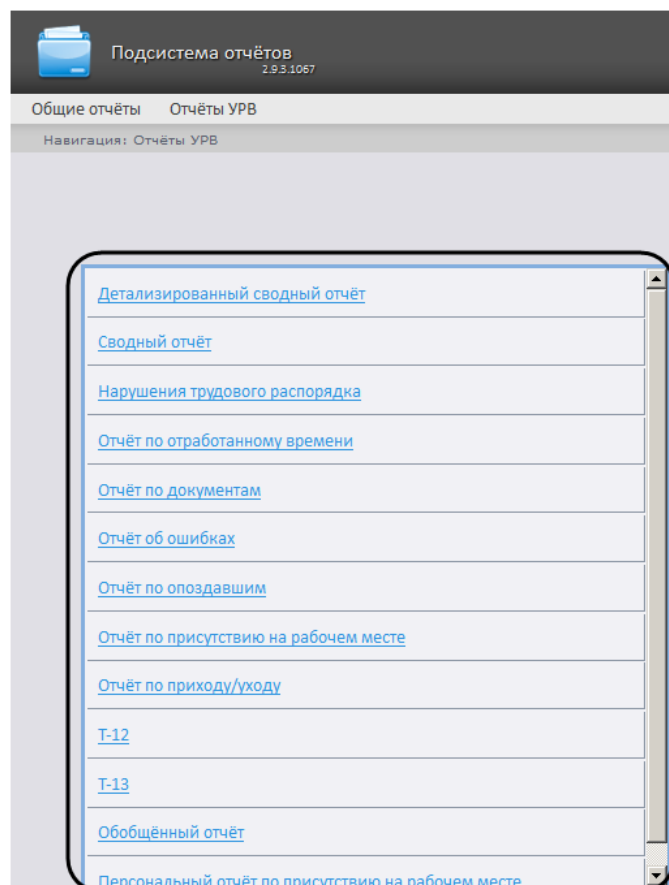 Подсистема отчётов
2.9.3.1067
Общие отчёты Отчёты УРВ
Навигация: Отчёты УРВ
Детализированный сводный отчёт
Сводный отчёт
Нарушения трудового распорядка
Отчёт по отработанному времени
Отчёт по документам
Отчёт об ошибках
Отчёт по опоздавшим
Отчёт по присутствию на рабочем месте
Отчёт по приходу/уходу
Т-12
Т-13
Обобщённый отчёт
Персональный отчёт по присутствию на рабочем месте